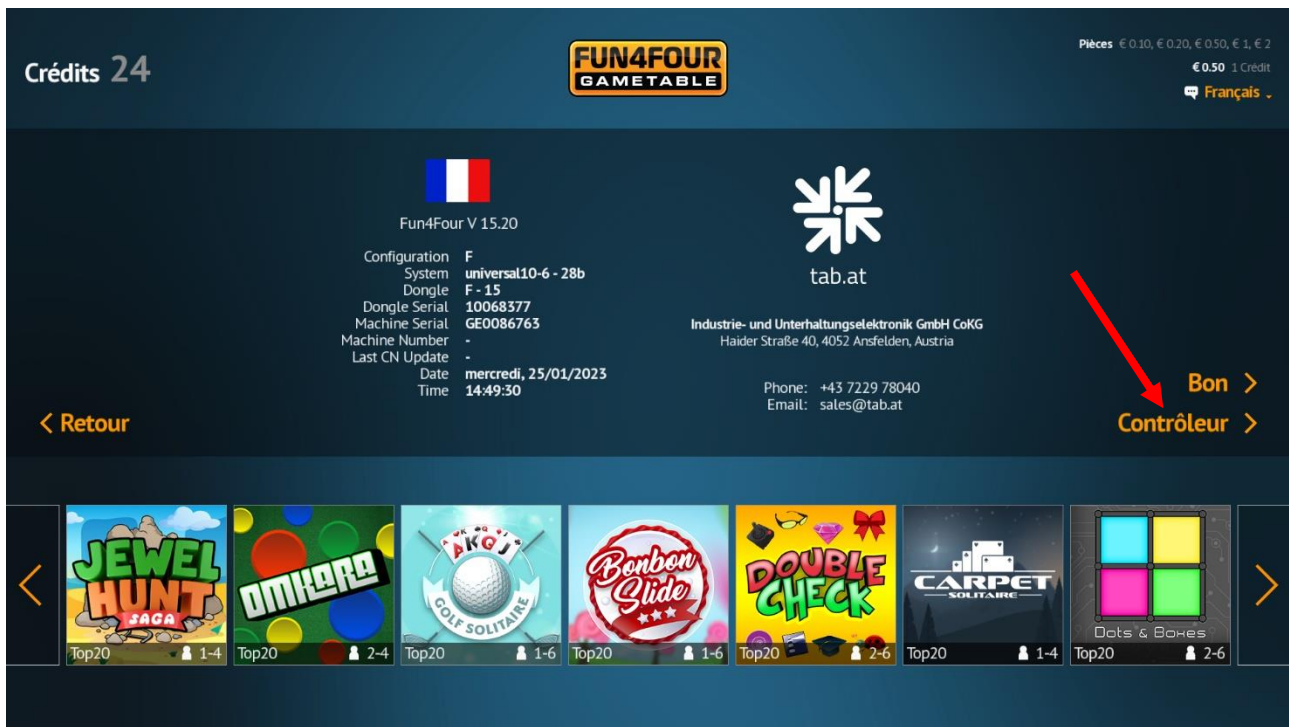 Crédits 24
FUN4FOUR
GAMETABLE
Pièces € 0.10, € 0.20, € 0.50, € 1, € 2
€ 0.50 1 Crédit
Français
Fun4Four V 15.20
Configuration F
System universal10-6 - 28b
Dongle F - 15
Dongle Serial 10068377
Machine Serial GE0086763
Machine Number -
Last CN Update -
Date mercredi, 25/01/2023
Time 14:49:30
tab.at
Industrie- und Unterhaltungselektronik GmbH CoKG
Haider Straße 40, 4052 Ansfelden, Austria
Phone: +43 7229 78040
Email: sales@tab.at
Bon >
Contrôleur >
< Retour
JEWEL
HUNT
SAGA
Top20 1-4
OMKARA
Top20 2-4
A K Q J
GOLF SOLITAIRE
Top20 1-6
Bonbon
Slide
Top20 1-6
DOUBLE
CHECK
Top20 2-6
CARPET
SOLITAIRE
Top20 1-4
Dots & Boxes
Top20 2-6